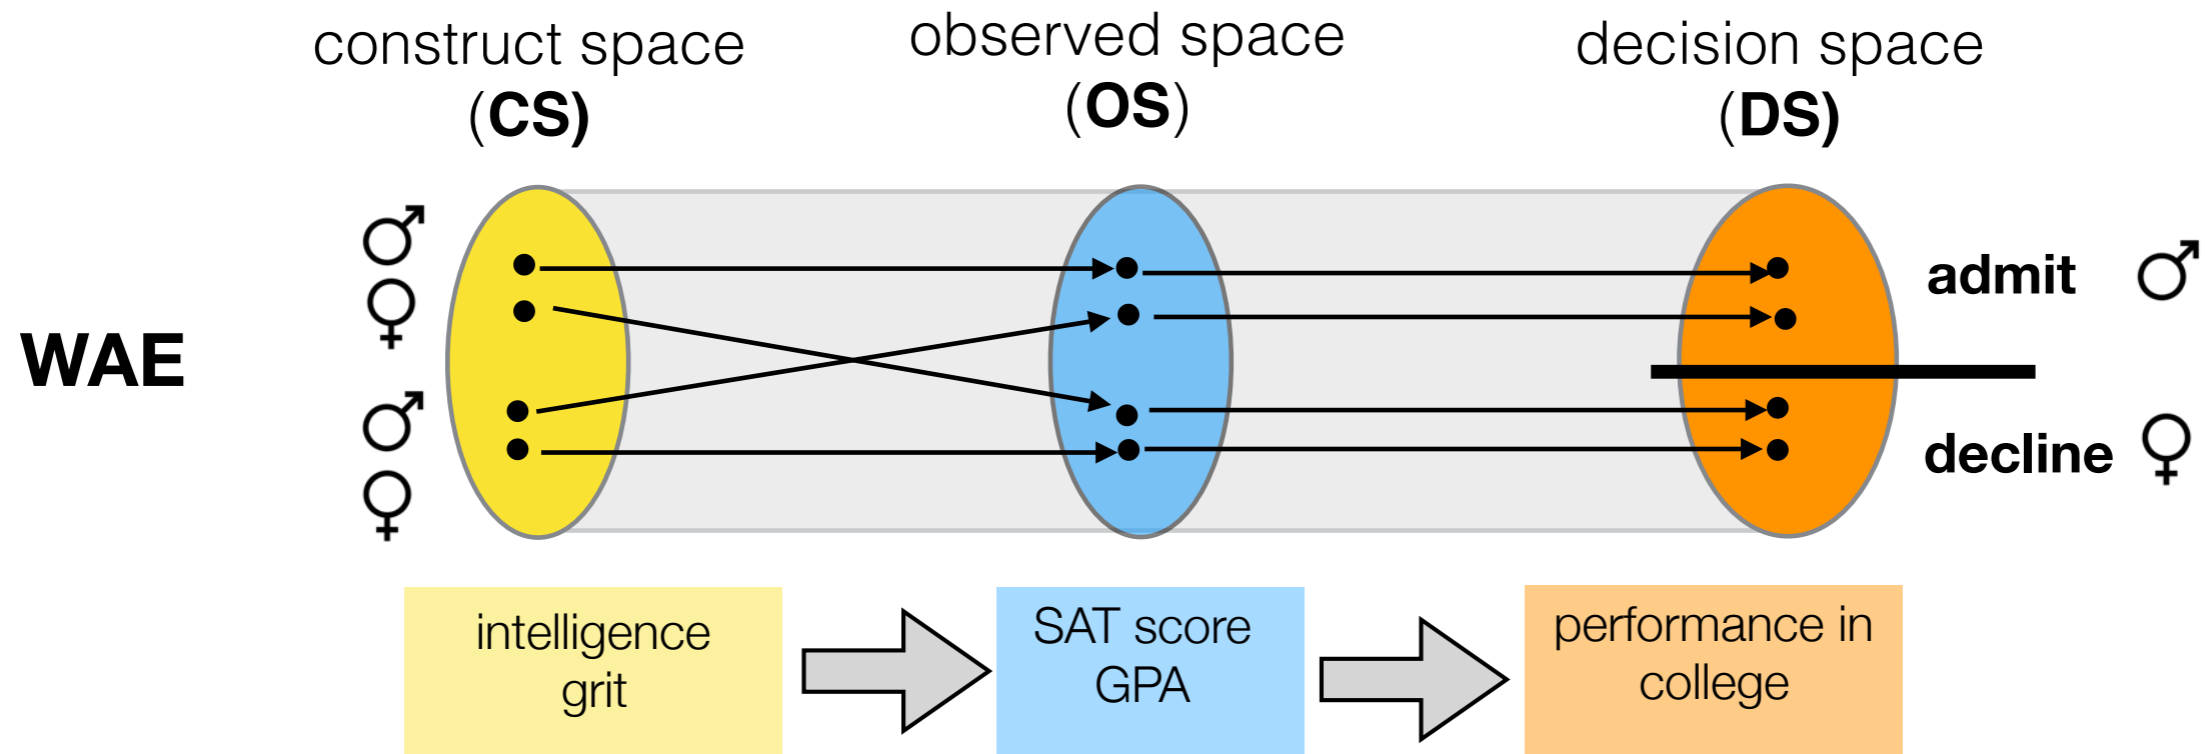 construct space
(CS)
observed space
(OS)
decision space
(DS)
WAE
admit
decline
intelligence
grit
SAT score
GPA
performance in
college